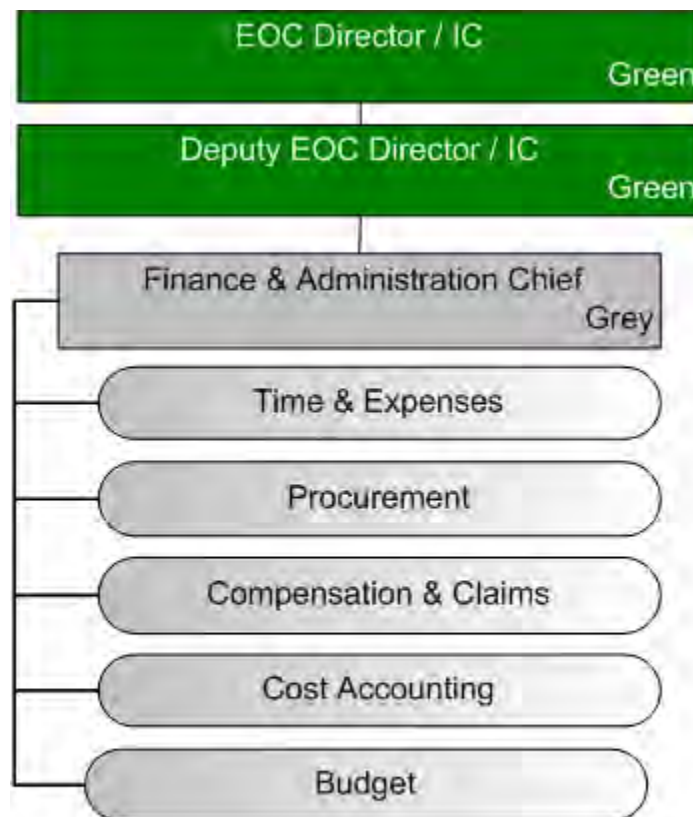 EOC Director / IC
Green
Deputy EOC Director / IC
Green
Finance & Administration Chief
Grey
Time & Expenses
Procurement
Compensation & Claims
Cost Accounting
Budget